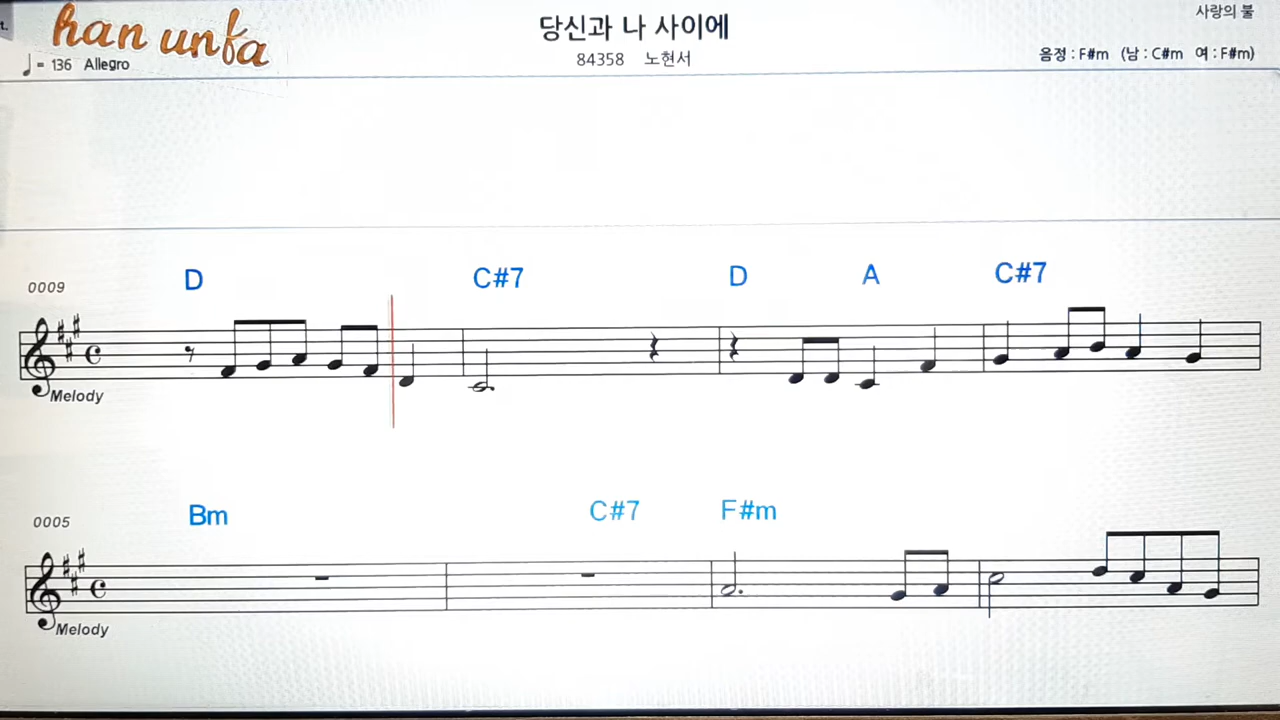 t.
han unfa
당신과 나 사이에
사랑의 불
♩ = 136 Allegro
84358 노현서
음정 : F#m (남 : C#m 여 : F#m)
D C#7 D A C#7
0009
Melody
Bm C#7 F#m
0005
Melody